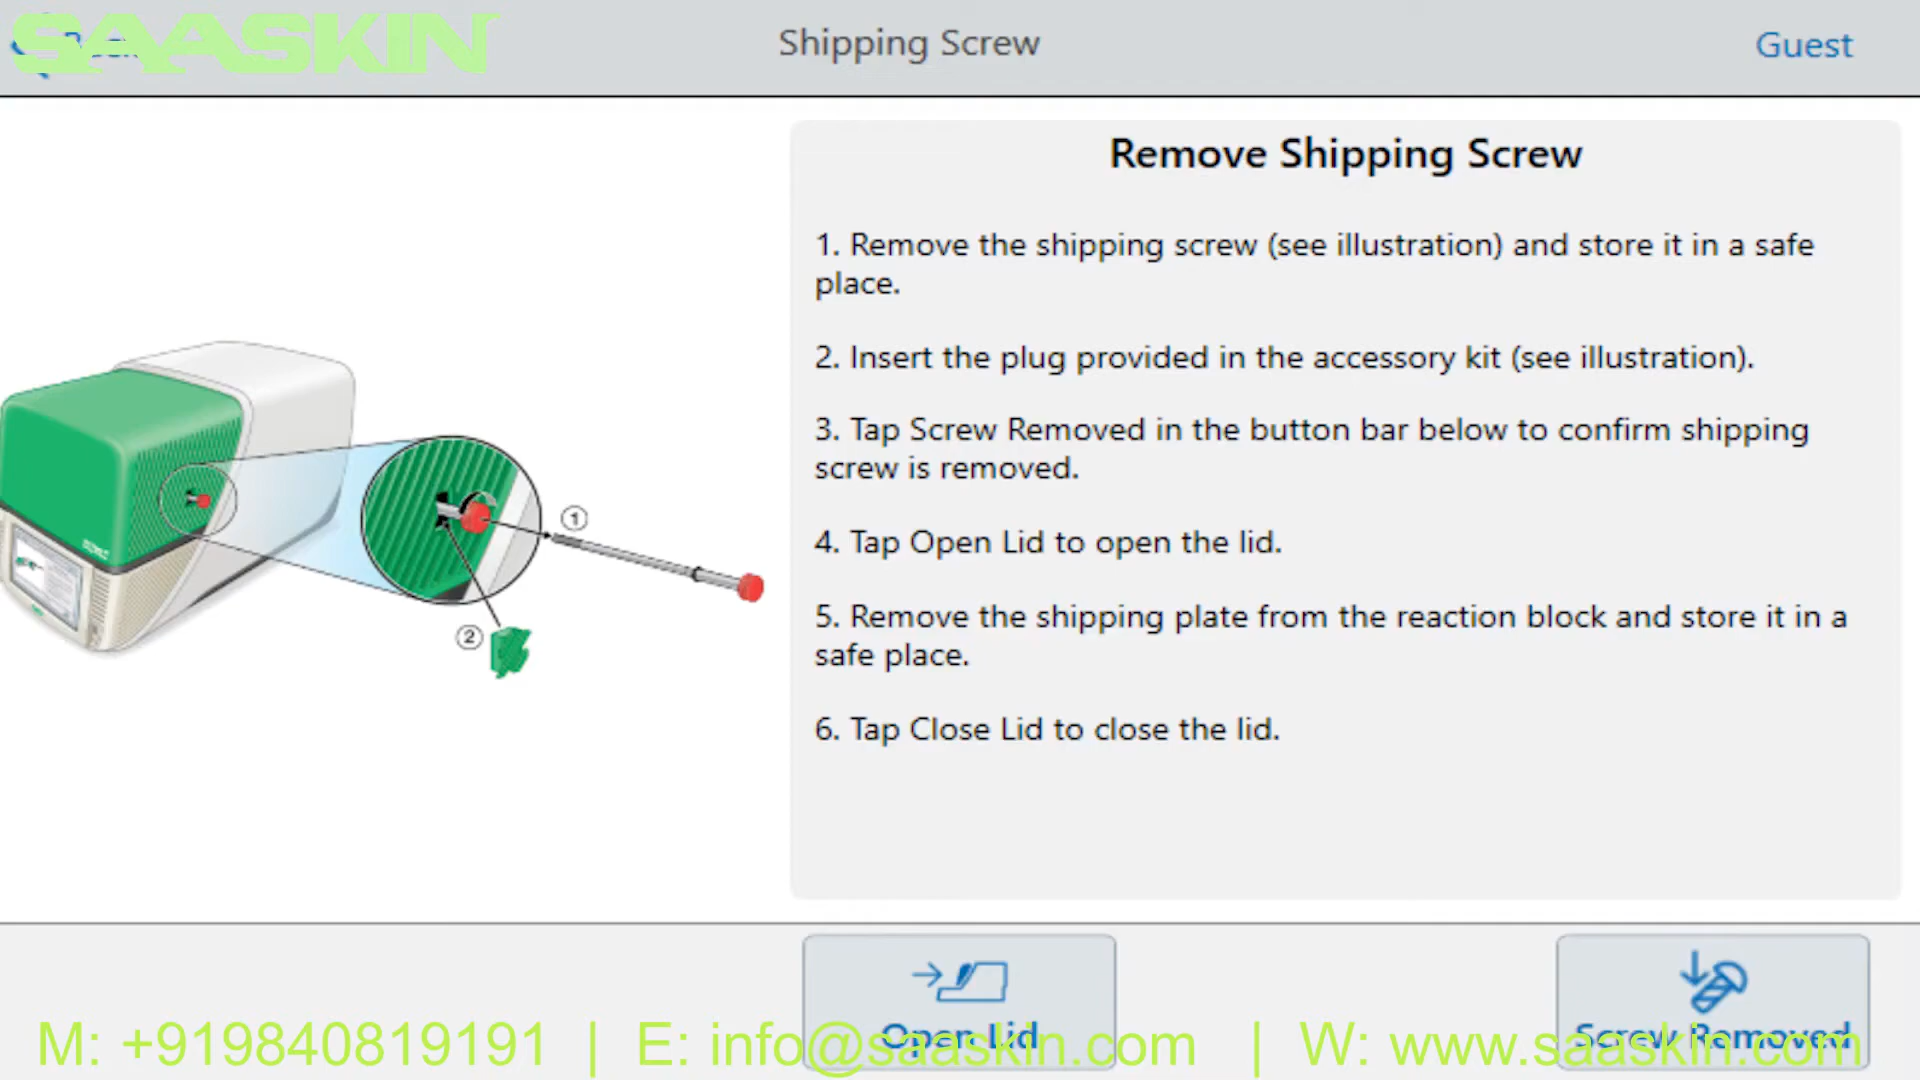 SAASKIN
Shipping Screw
Guest
Remove Shipping Screw
1. Remove the shipping screw (see illustration) and store it in a safe
place.
2. Insert the plug provided in the accessory kit (see illustration).
3. Tap Screw Removed in the button bar below to confirm shipping
screw is removed.
4. Tap Open Lid to open the lid.
5. Remove the shipping plate from the reaction block and store it in a
safe place.
6. Tap Close Lid to close the lid.
1
2
Open Lid
Screw Removed
M: +919840819191 | E: info@saaskin.com | W: www.saaskin.com